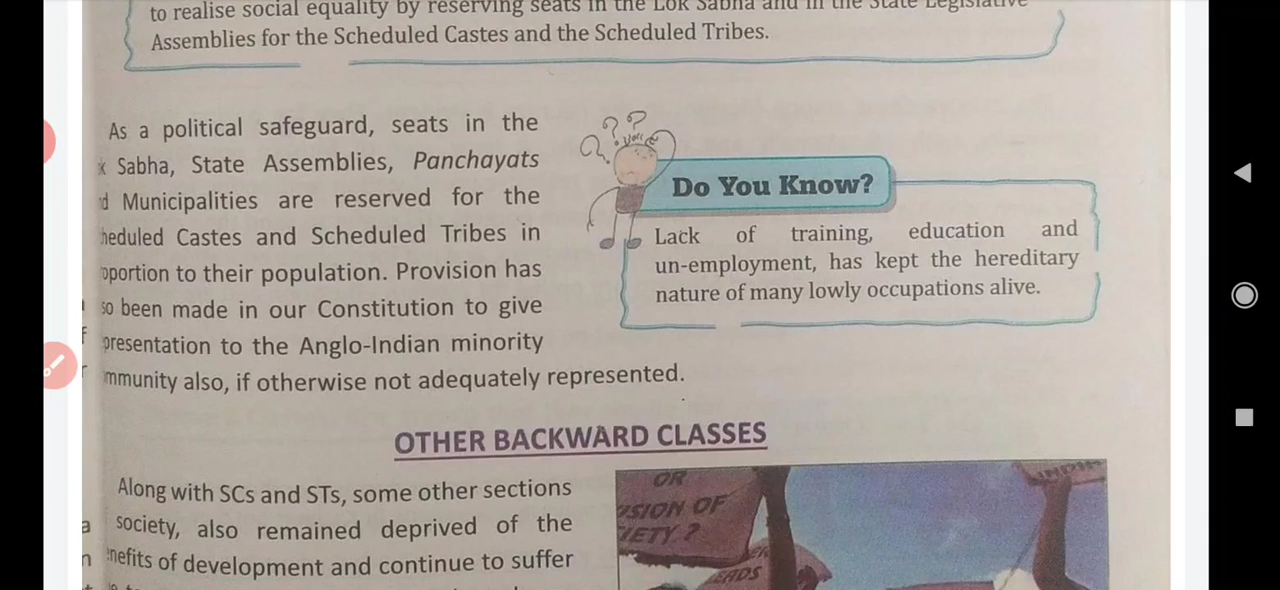 to realise social equality by reserving seats in the Lok Sabha and in the State Legislative
Assemblies for the Scheduled Castes and the Scheduled Tribes.
As a political safeguard, seats in the
k Sabha, State Assemblies, Panchayats
d Municipalities are reserved for the
heduled Castes and Scheduled Tribes in
oportion to their population. Provision has
so been made in our Constitution to give
presentation to the Anglo-Indian minority
mmunity also, if otherwise not adequately represented.
Do You Know?
Lack of training, education and
un-employment, has kept the hereditary
nature of many lowly occupations alive.
OTHER BACKWARD CLASSES
Along with SCs and STs, some other sections
society, also remained deprived of the
enefits of development and continue to suffer
OR
SION OF
IETY ?
EADS